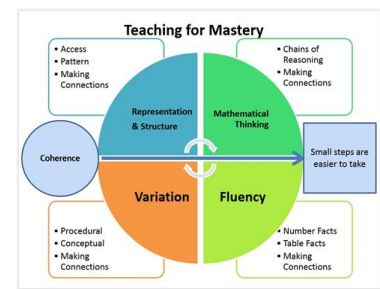 Teaching for Mastery
• Access
• Pattern
• Making
Connections
• Chains of
Reasoning
• Making
Connections
Representation
& Structure
Mathematical
Thinking
Coherence
Small steps are
easier to take
Variation
Fluency
• Procedural
• Conceptual
• Making
Connections
• Number Facts
• Table Facts
• Making
Connections